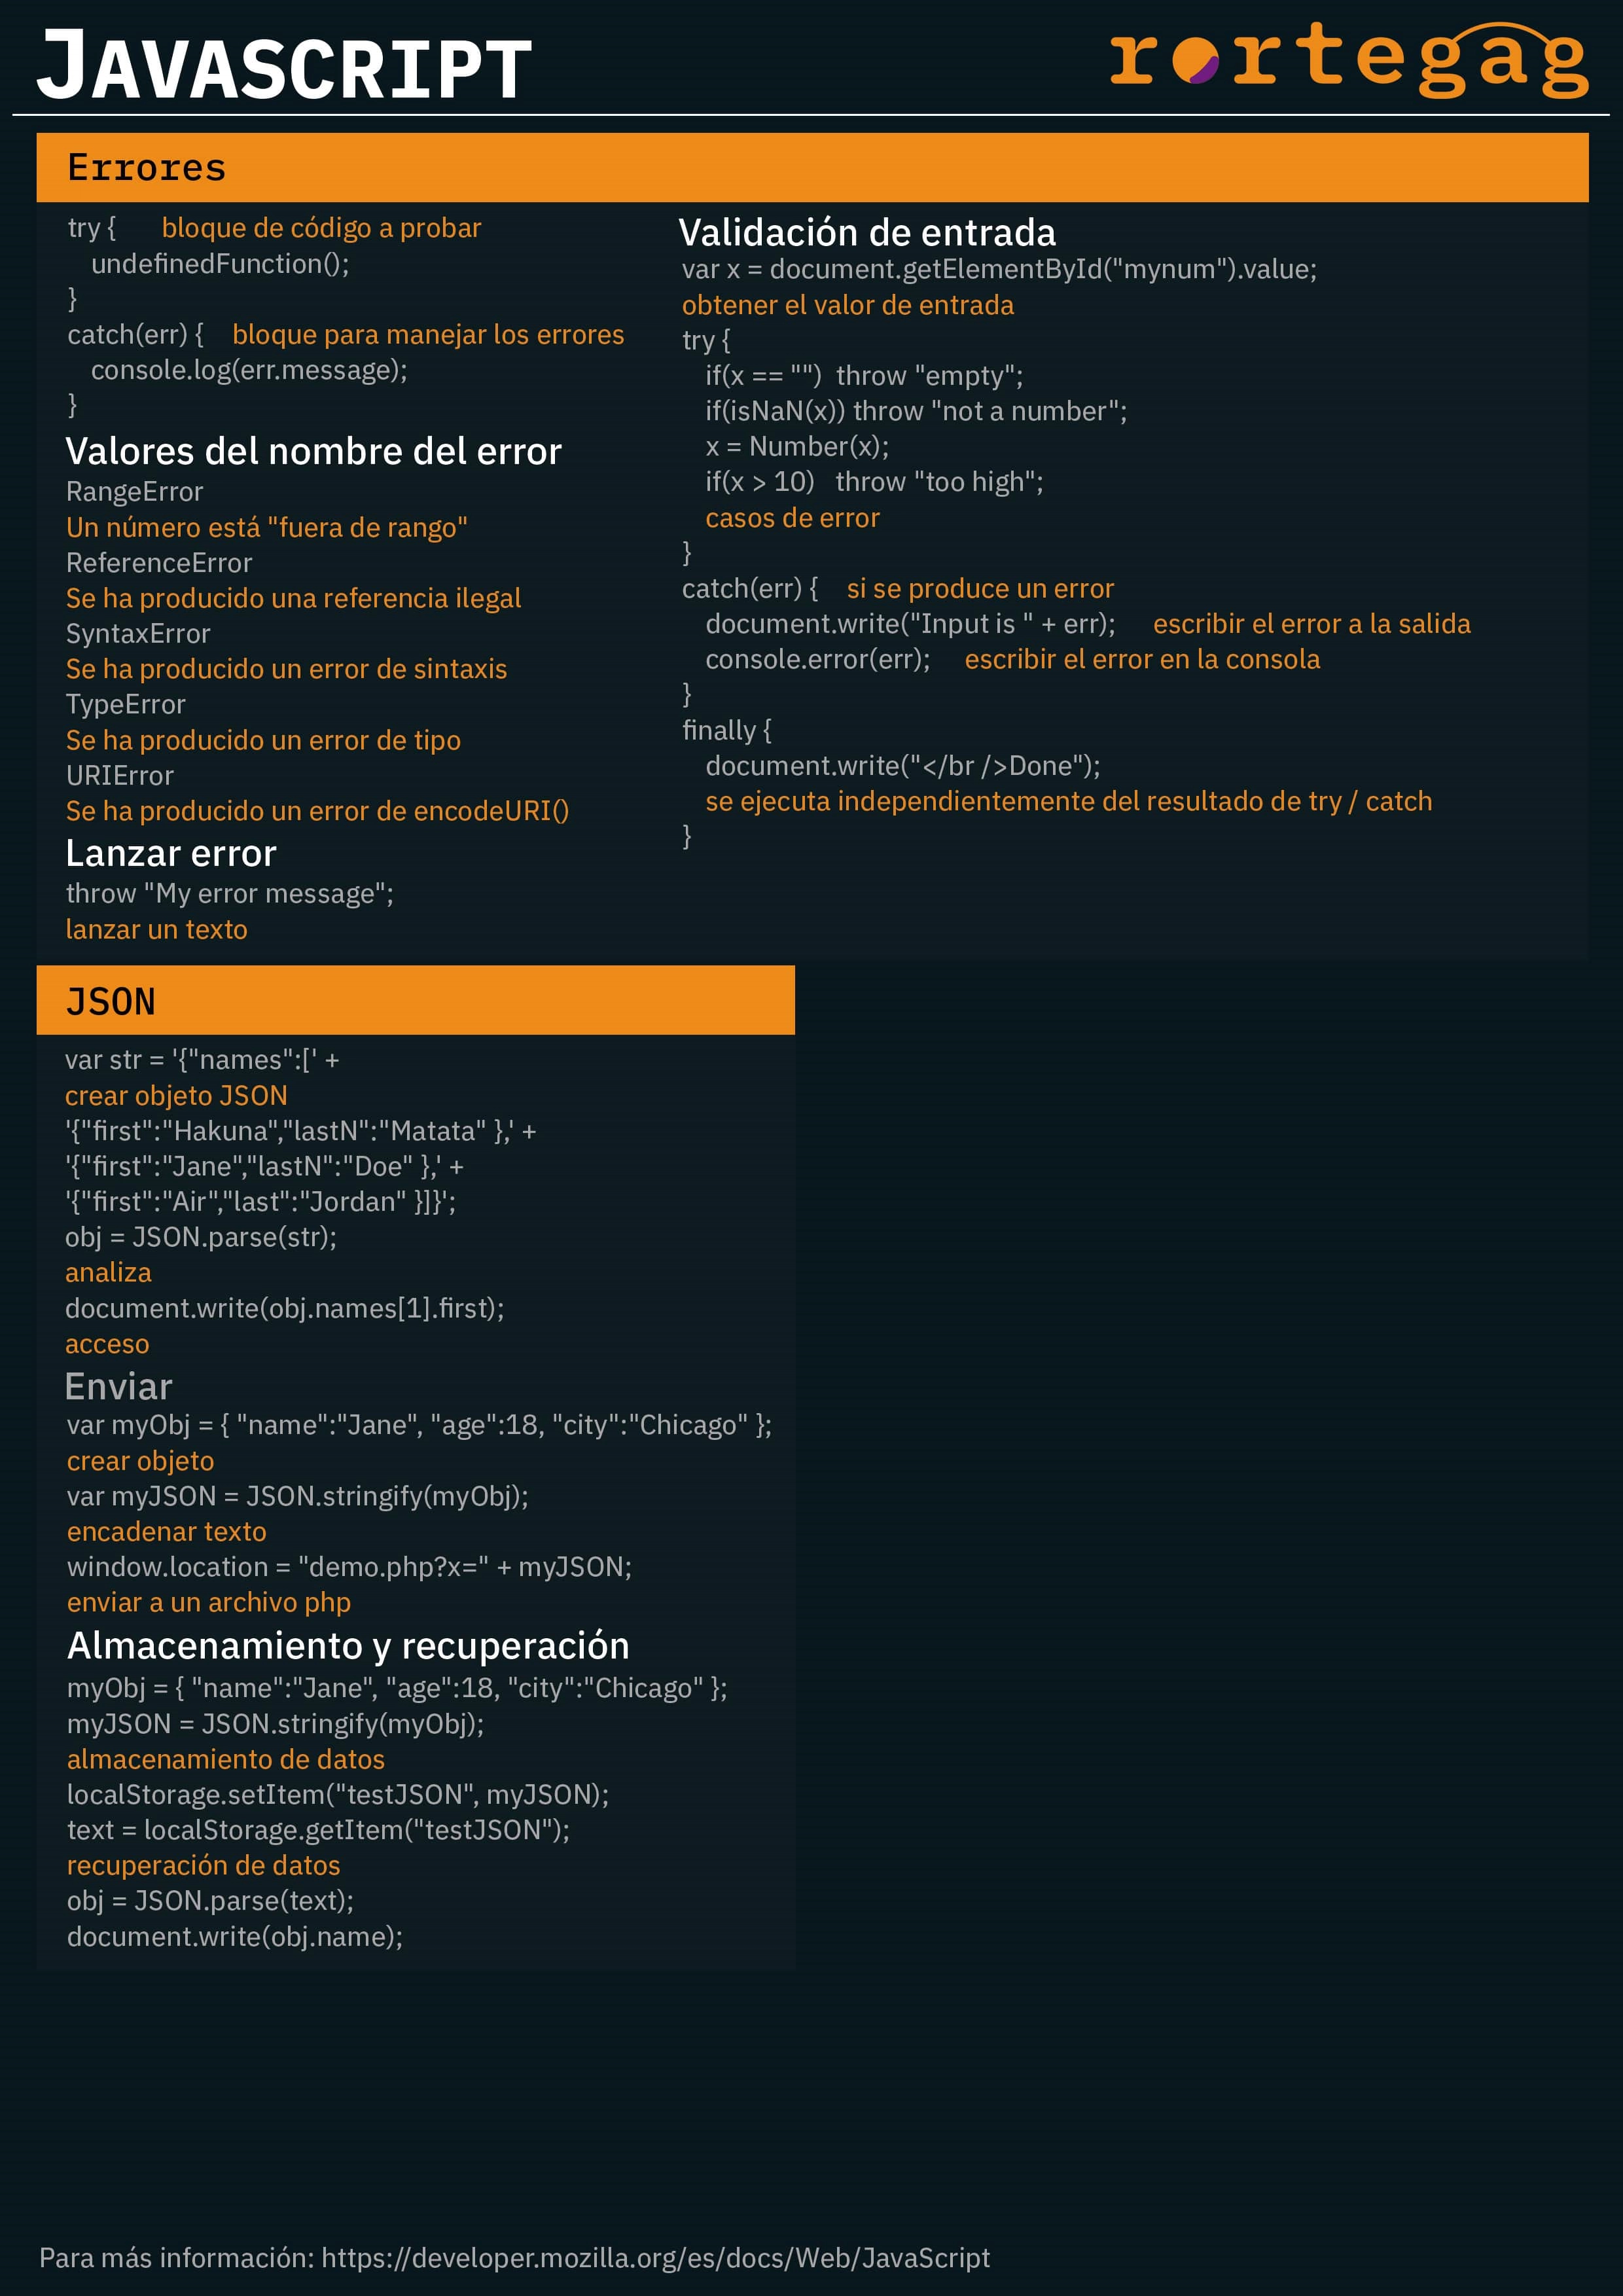 JAVASCRIPT
rortegag
Errores
try { bloque de código a probar
undefinedFunction();
}
catch(err) { bloque para manejar los errores
console.log(err.message);
}
Valores del nombre del error
RangeError
Un número está "fuera de rango"
ReferenceError
Se ha producido una referencia ilegal
SyntaxError
Se ha producido un error de sintaxis
TypeError
Se ha producido un error de tipo
URIError
Se ha producido un error de encodeURI()
Lanzar error
throw "My error message";
lanzar un texto
Validación de entrada
var x = document.getElementById("mynum").value;
obtener el valor de entrada
try {
if(x == "") throw "empty";
if(isNaN(x)) throw "not a number";
x = Number(x);
if(x > 10) throw "too high";
casos de error
}
catch(err) { si se produce un error
document.write("Input is " + err); escribir el error a la salida
console.error(err); escribir el error en la consola
}
finally {
document.write("</br />Done");
se ejecuta independientemente del resultado de try / catch
}
JSON
var str = '{"names":[' +
crear objeto JSON
'{"first":"Hakuna","lastN":"Matata" },' +
'{"first":"Jane","lastN":"Doe" },' +
'{"first":"Air","last":"Jordan" }]}';
obj = JSON.parse(str);
analiza
document.write(obj.names[1].first);
acceso
Enviar
var myObj = { "name":"Jane", "age":18, "city":"Chicago" };
crear objeto
var myJSON = JSON.stringify(myObj);
encadenar texto
window.location = "demo.php?x=" + myJSON;
enviar a un archivo php
Almacenamiento y recuperación
myObj = { "name":"Jane", "age":18, "city":"Chicago" };
myJSON = JSON.stringify(myObj);
almacenamiento de datos
localStorage.setItem("testJSON", myJSON);
text = localStorage.getItem("testJSON");
recuperación de datos
obj = JSON.parse(text);
document.write(obj.name);
Para más información: https://developer.mozilla.org/es/docs/Web/JavaScript